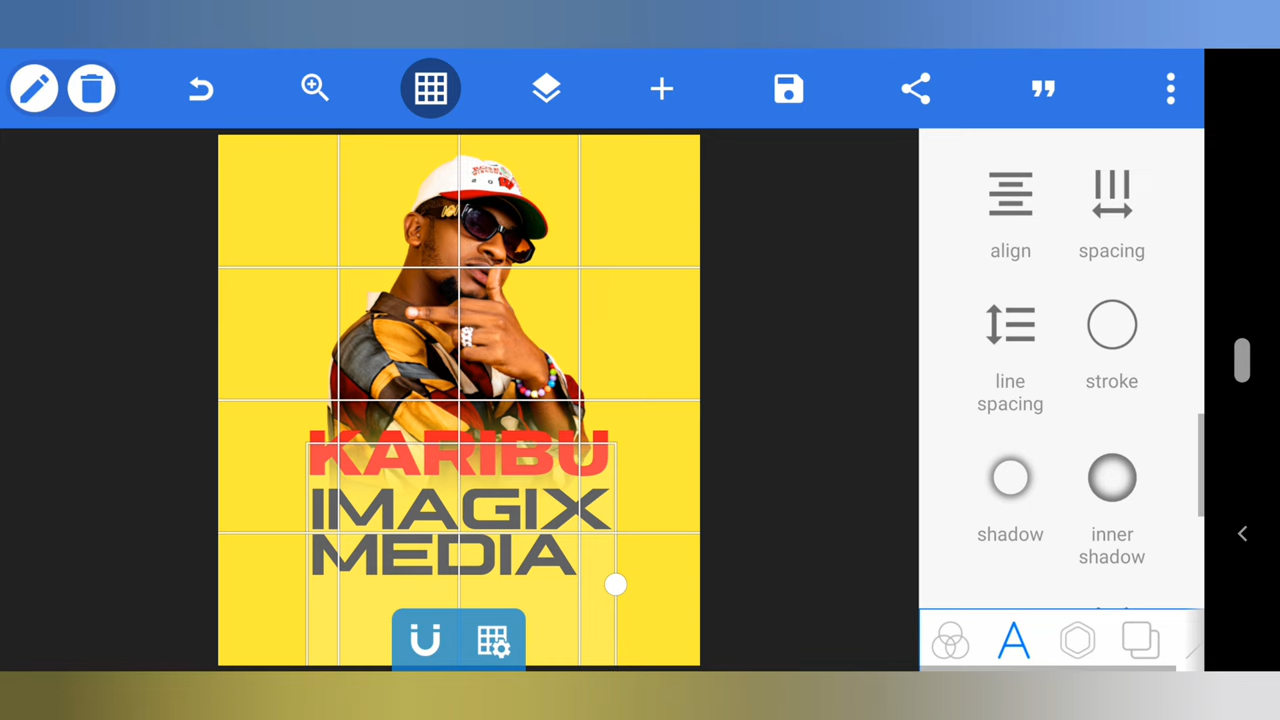 KARIBU
IMAGIX
MEDIA
align
spacing
line
spacing
stroke
shadow
inner
shadow